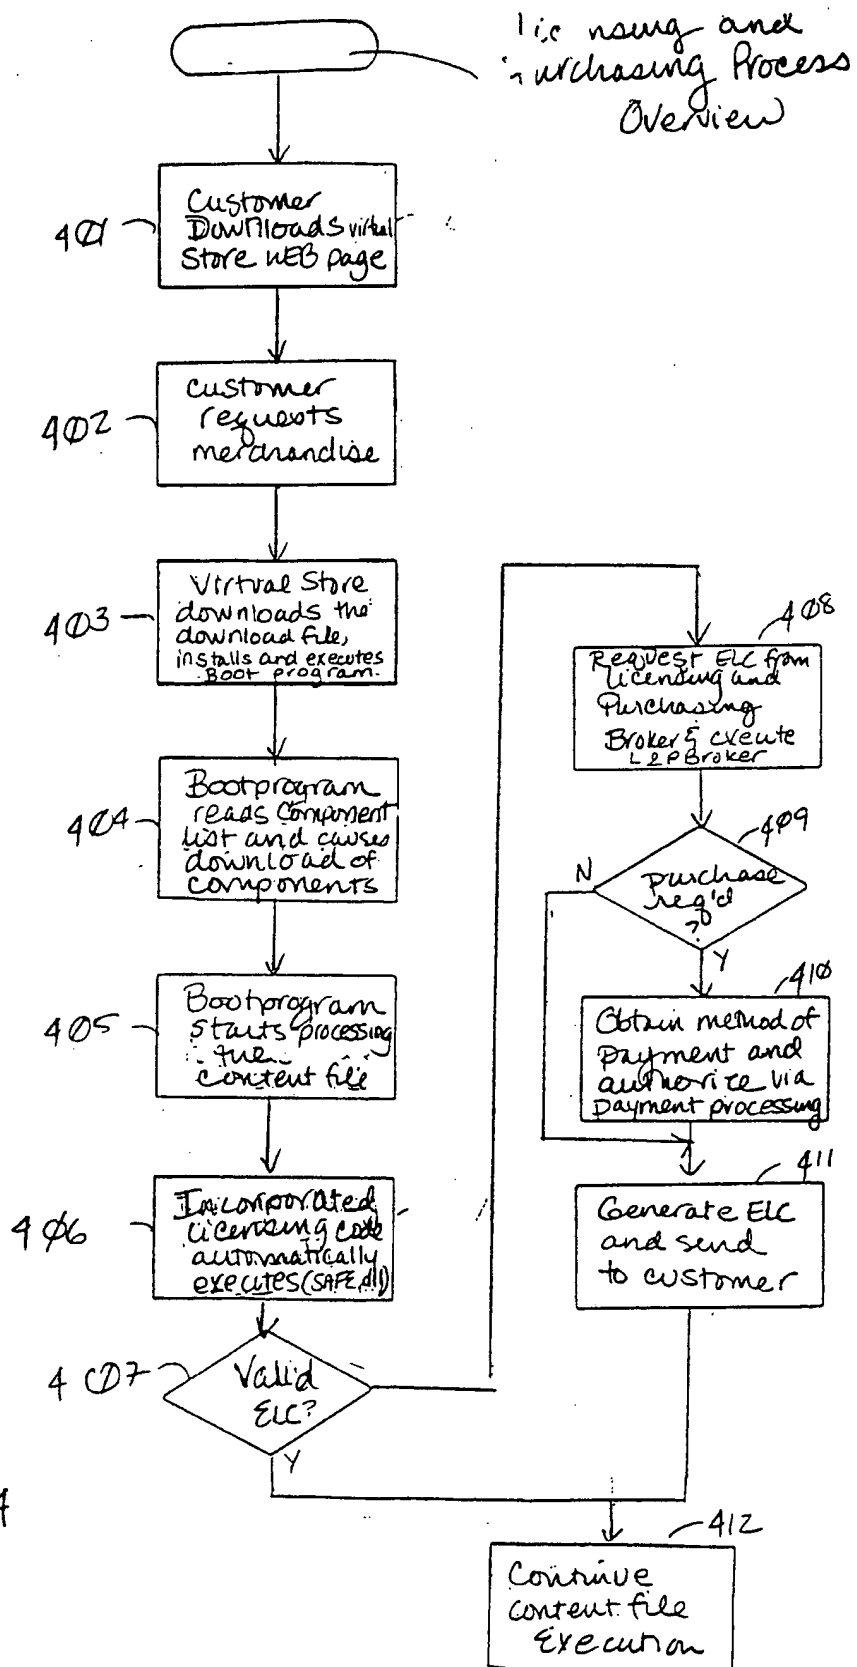 nsing and
urchasing Process
Overview
401
Customer
Downloads virtual
Store WEB page
402
customer
requests
merchandise
403
Virtual Store
downloads the
download file,
installs and executes
Boot program.
404
Bootprogram
reads component
list and causes
download of
components
405
Bootprogram
starts processing
the
content file
406
Incorporated
licensing code
automatically
executes (SAFE.dll)
407
Valid
ELC?
Y
408
Request ELC from
licensing and
Purchasing
Broker & execute
L&P Broker
409
N
purchase
req'd
?
Y
410
Obtain method of
payment and
authorize via
payment processing
411
Generate ELC
and send
to customer
4
412
Continue
content file
Execution